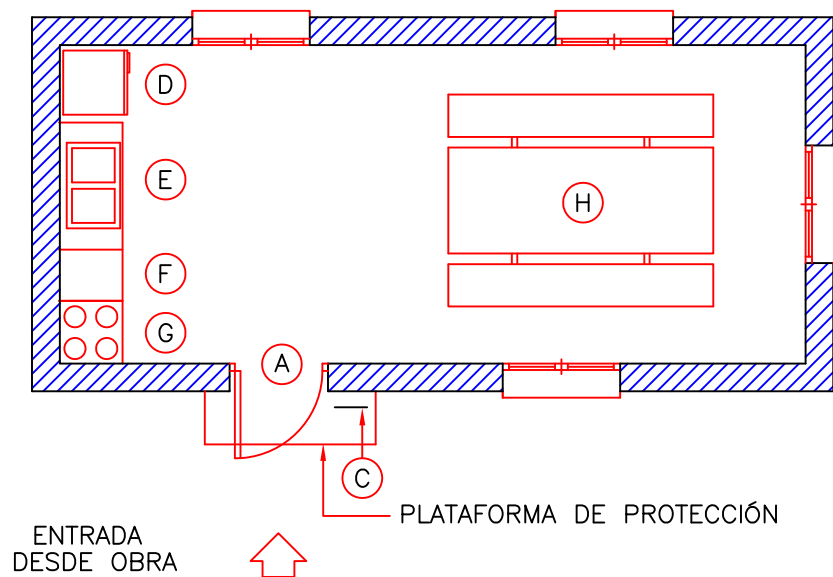 D
E
H
F
G
A
C
PLATAFORMA DE PROTECCIÓN
ENTRADA
DESDE OBRA